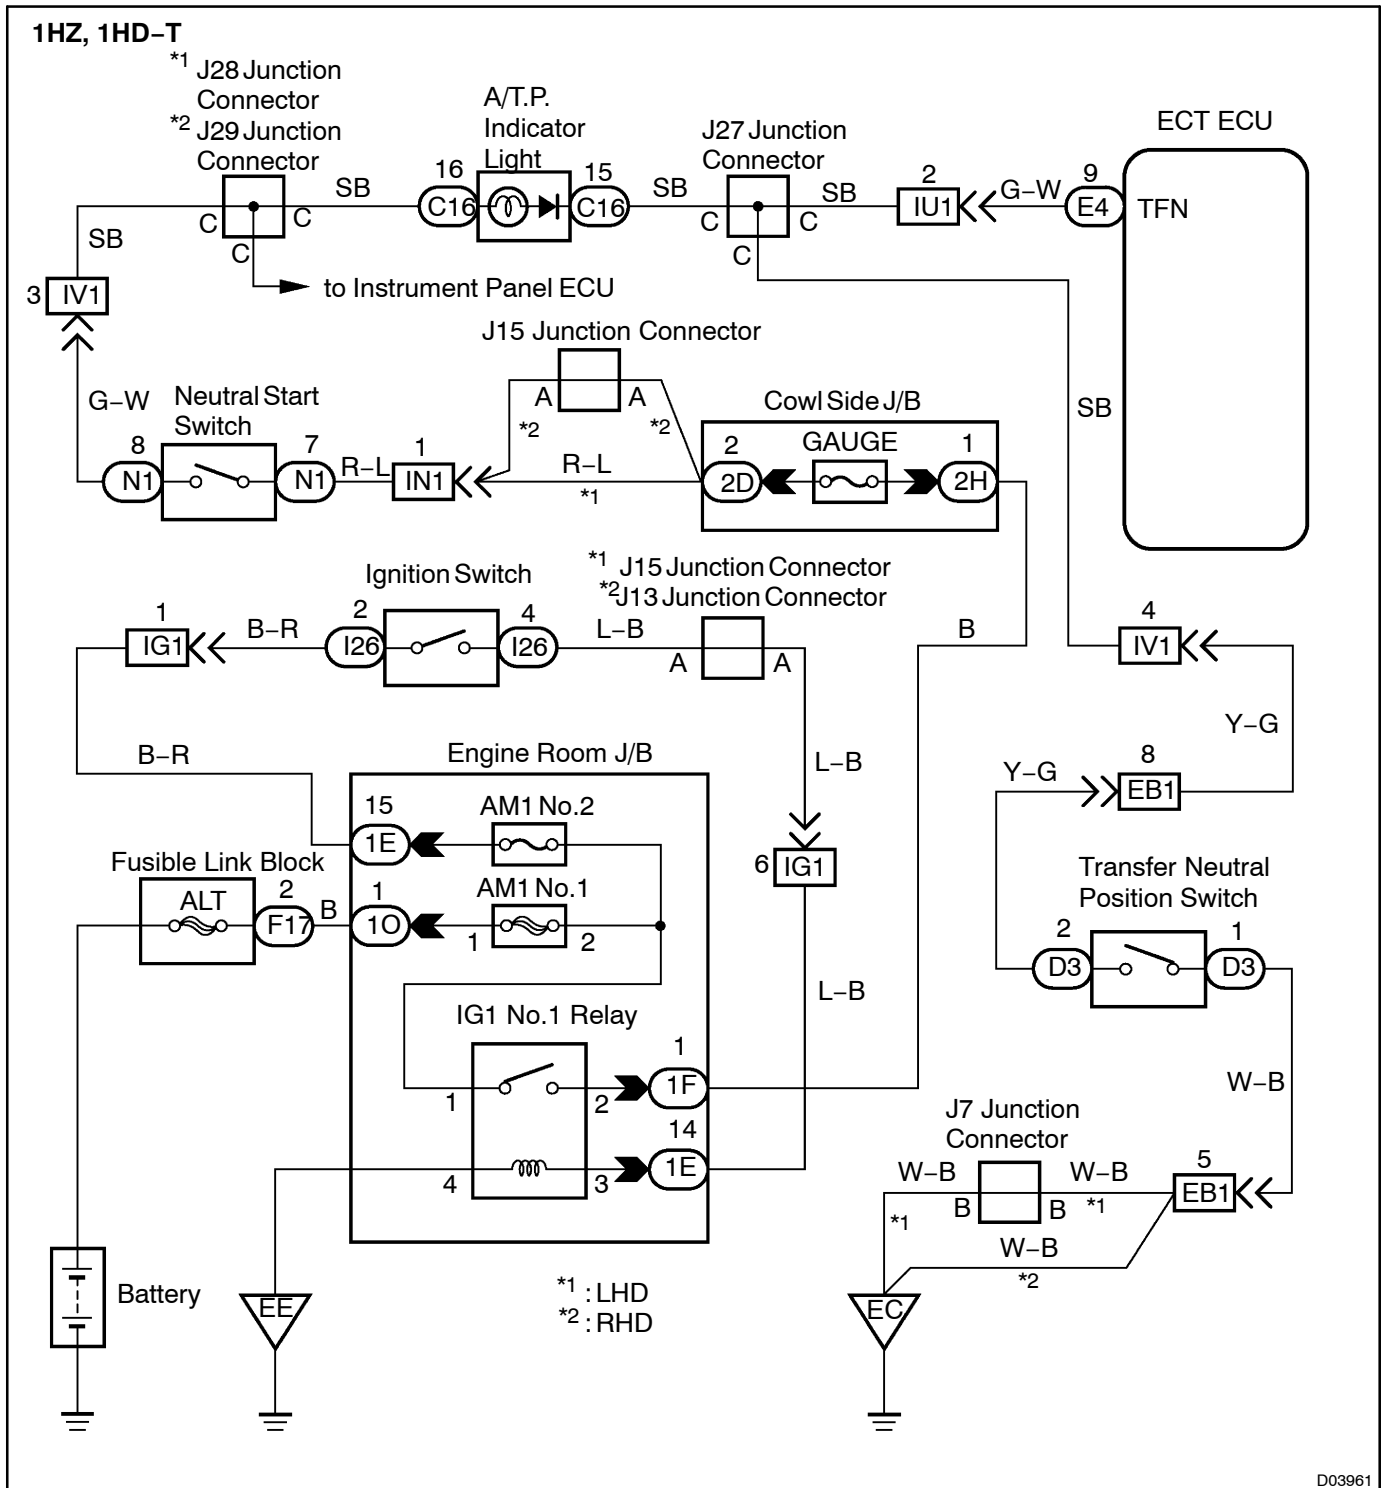 1HZ, 1HD–T
*1 J28 Junction
Connector
*2 J29 Junction
Connector
A/T.P.
Indicator
Light
J27 Junction
Connector
ECT ECU
16
15
2
9
SB
SB
SB
G–W
C16
C16
IU1
E4
TFN
C
C
C
C
C
C
SB
3
IV1
to Instrument Panel ECU
J15 Junction Connector
A
A
*2
*2
G–W
Neutral Start
Switch
8
7
1
N1
N1
R–L
IN1
R–L
*1
Cowl Side J/B
2
GAUGE
1
2D
2H
SB
Ignition Switch
*1 J15 Junction Connector
*2 J13 Junction Connector
1
IG1
B–R
2
I26
4
I26
L–B
A
A
B
4
IV1
Y–G
B–R
Engine Room J/B
L–B
8
Y–G
EB1
15
1E
AM1 No.2
6
IG1
Fusible Link Block
ALT
2
F17
B
1
1O
AM1 No.1
1
2
Transfer Neutral
Position Switch
2
D3
1
D3
L–B
IG1 No.1 Relay
1
2
1
1F
14
4
3
1E
W–B
J7 Junction
Connector
W–B
W–B
5
EB1
B
B
*1
*1
W–B
*2
Battery
EE
*1 : LHD
*2 : RHD
EC
D03961